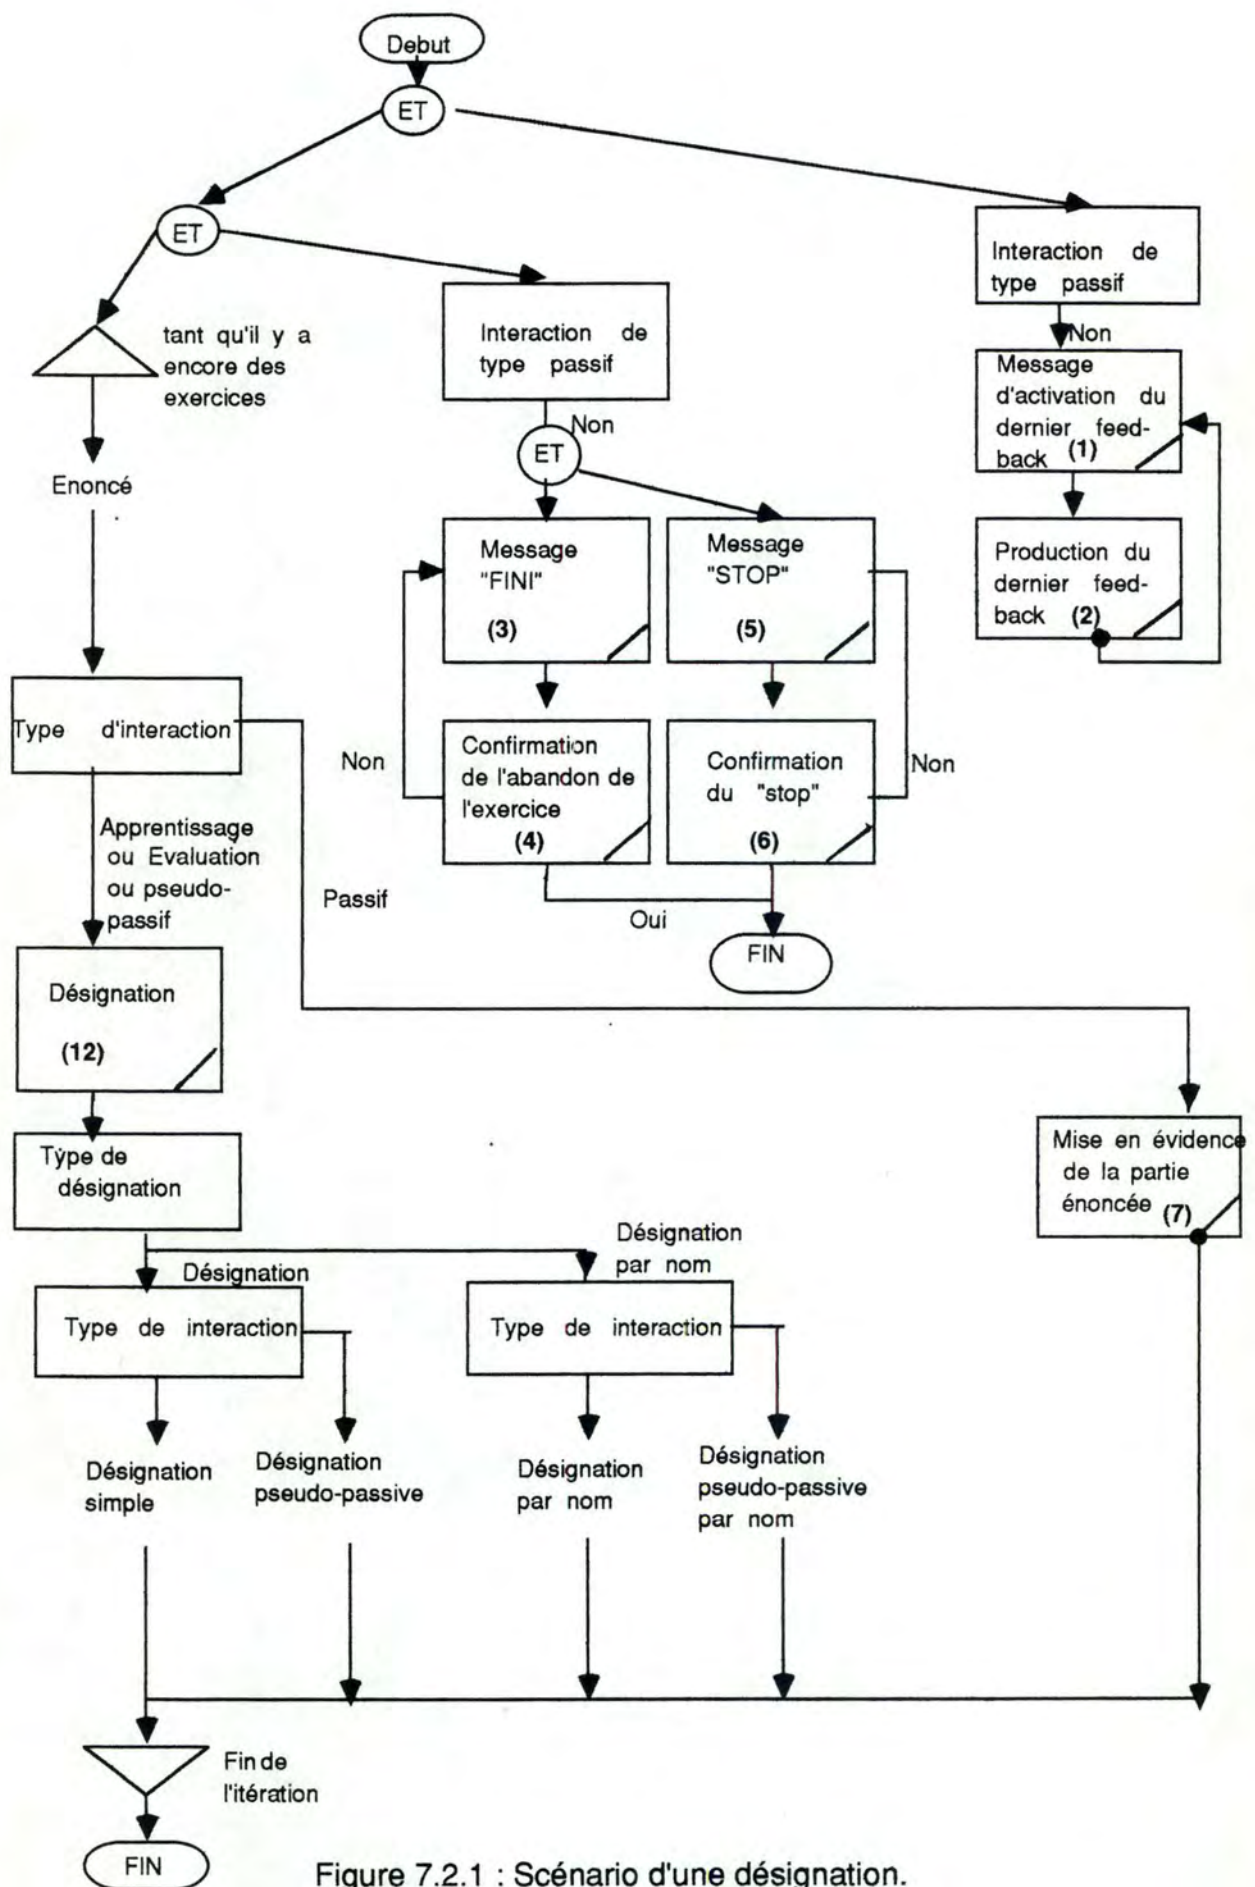 Debut
ET
ET
Interaction de
type passif
tant qu'il y a
encore des
exercices
Interaction de
type passif
Non
Message
d'activation du
dernier feed-
back (1)
Non
ET
Enoncé
Message
"FINI"
(3)
Message
"STOP"
(5)
Production du
dernier feed-
back (2)
Type d'interaction
Non
Confirmation
de l'abandon de
l'exercice
(4)
Confirmation
du "stop"
(6)
Non
Apprentissage
ou Evaluation
ou pseudo-
passif
Passif
Oui
FIN
Désignation
(12)
Mise en évidence
de la partie
énoncée (7)
Type de
désignation
Désignation
Désignation
par nom
Type de interaction
Type de interaction
Désignation
simple
Désignation
pseudo-passive
Désignation
par nom
Désignation
pseudo-passive
par nom
Fin de
l'itération
FIN
Figure 7.2.1 : Scénario d'une désignation.